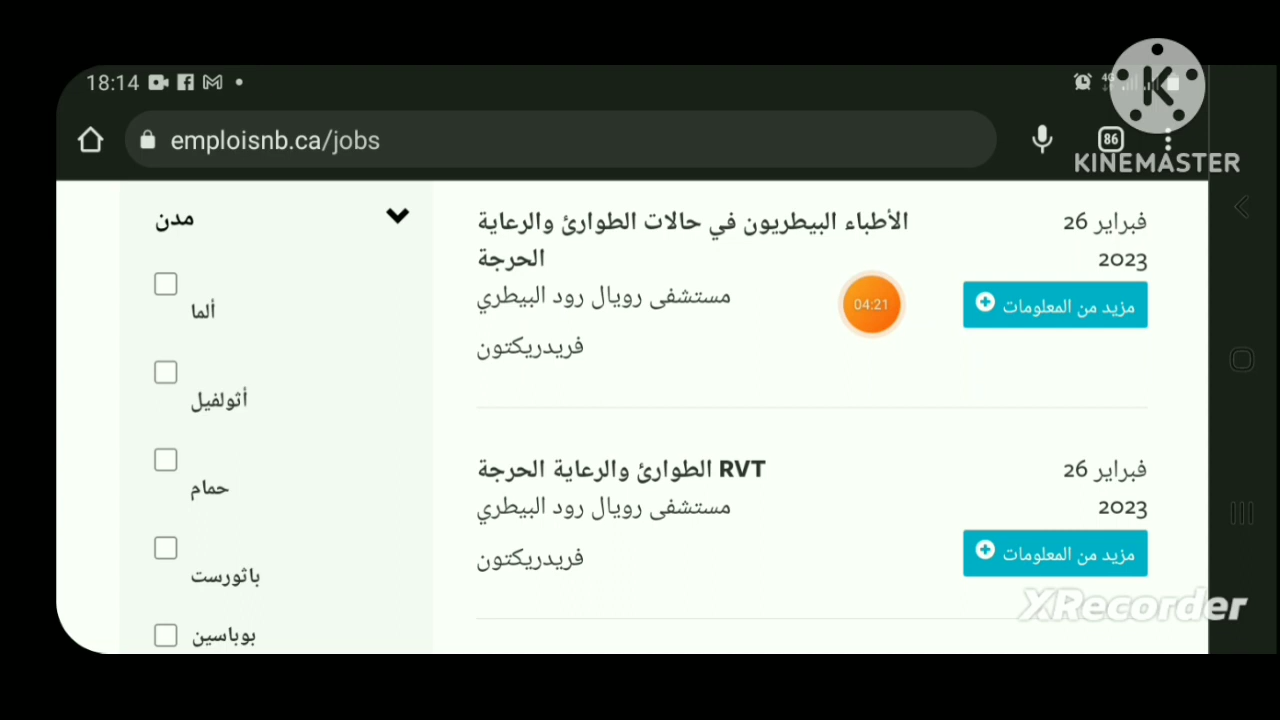 18:14
KINEMASTER
emploisnb.ca/jobs
86
مدن
ألما
أثولفيل
حمام
باثورست
بوباسين
الأطباء البيطريون في حالات الطوارئ والرعاية
الحرجة
مستشفى رويال رود البيطري
فريدريكتون
04:21
فبراير 26
2023
مزيد من المعلومات
RVT الطوارئ والرعاية الحرجة
مستشفى رويال رود البيطري
فريدريكتون
فبراير 26
2023
مزيد من المعلومات
XRecorder